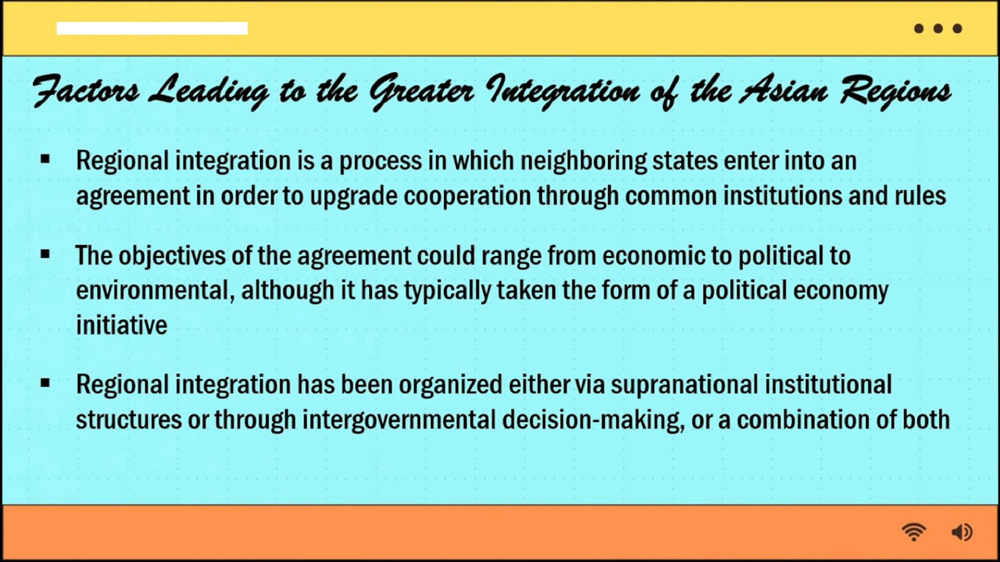 Factors Leading to the Greater Integration of the Asian Regions
▪ Regional integration is a process in which neighboring states enter into an
agreement in order to upgrade cooperation through common institutions and rules
▪ The objectives of the agreement could range from economic to political to
environmental, although it has typically taken the form of a political economy
initiative
▪ Regional integration has been organized either via supranational institutional
structures or through intergovernmental decision-making, or a combination of both